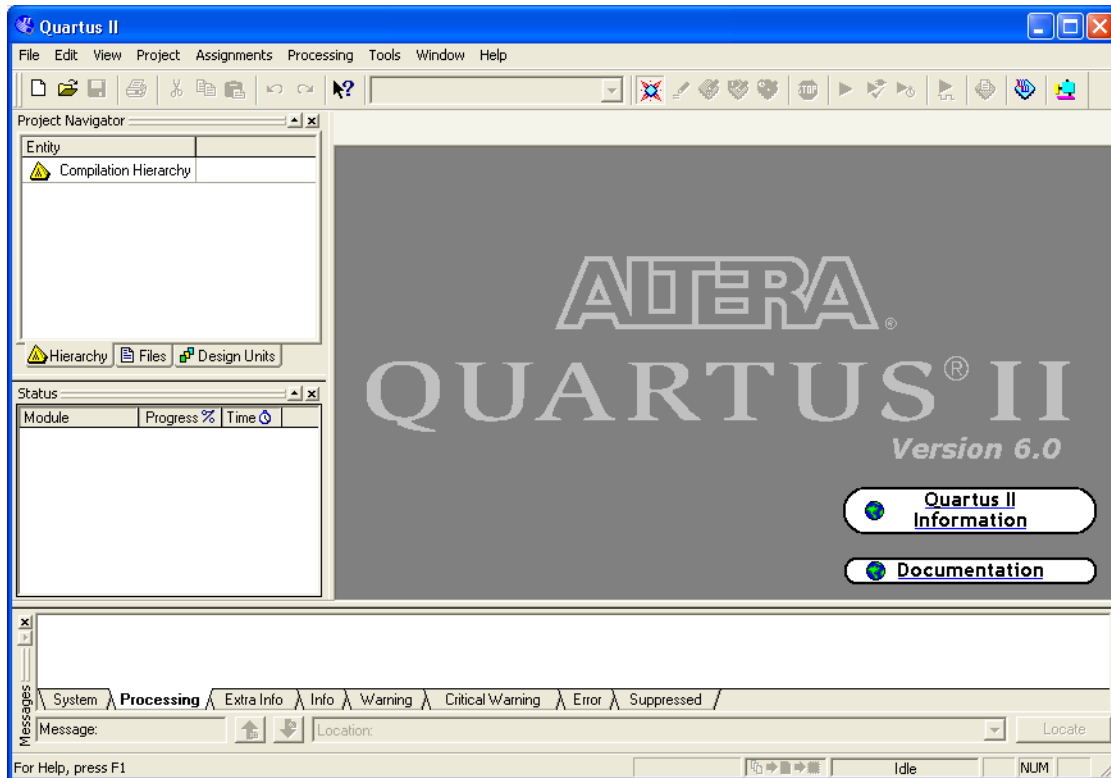 Quartus II
File Edit View Project Assignments Processing Tools Window Help
STOP
Project Navigator
Entity
Compilation Hierarchy
Hierarchy Files Design Units
Status
Module Progress % Time
ALTERA®
QUARTUS® II
Version 6.0
Quartus II
Information
Documentation
Messages
System Processing Extra Info Info Warning Critical Warning Error Suppressed
Message: Location: Locate
For Help, press F1 Idle NUM